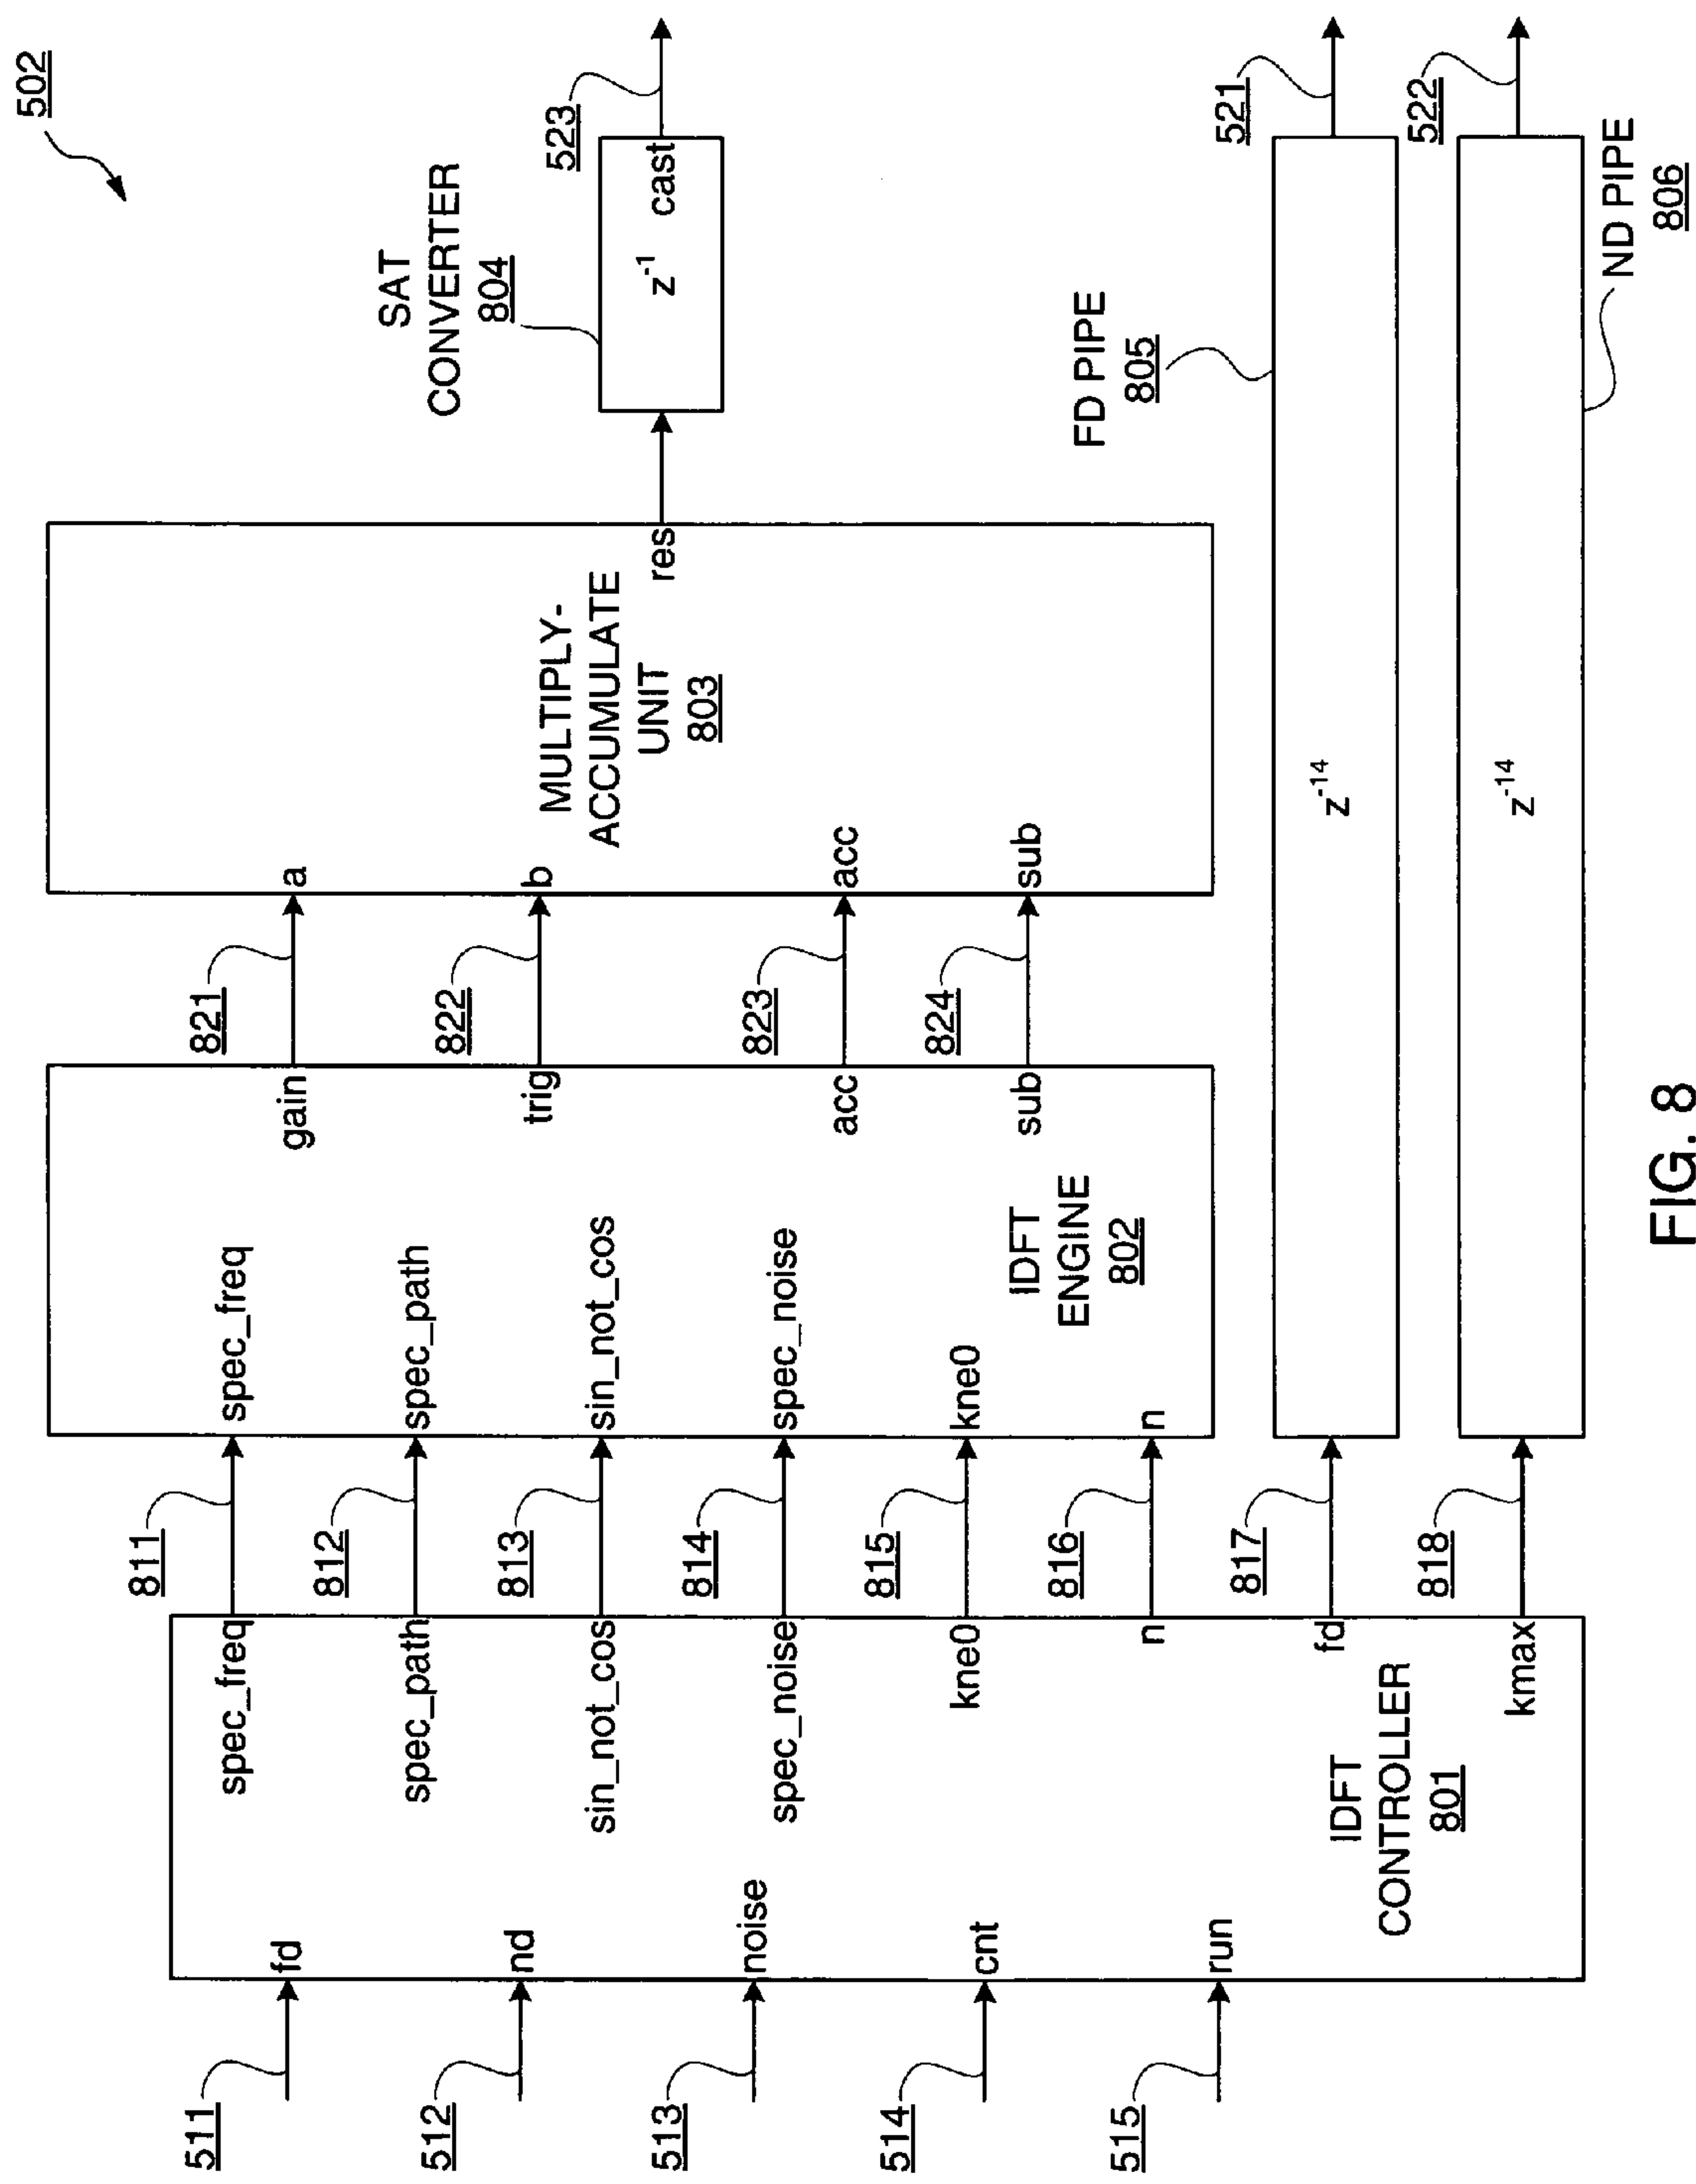 502
511
512
513
514
515
fd
nd
noise
cnt
run
IDFT
CONTROLLER
801
spec_freq
spec_path
sin_not_cos
spec_noise
kne0
n
fd
kmax
811
812
813
814
815
816
817
818
spec_freq
spec_path
sin_not_cos
spec_noise
kne0
n
IDFT
ENGINE
802
gain
trig
acc
sub
821
822
823
824
a
b
acc
sub
MULTIPLY-
ACCUMULATE
UNIT
803
res
SAT
CONVERTER
804
z-1
cast
523
FD PIPE
805
z-14
521
z-14
522
ND PIPE
806
FIG. 8